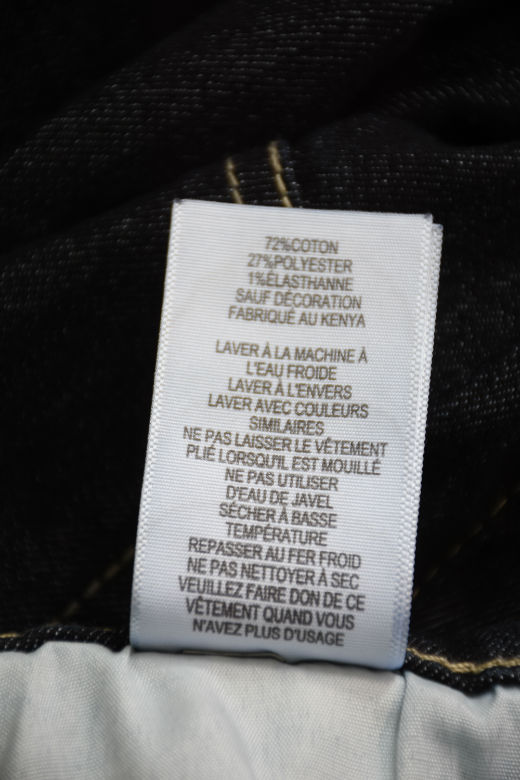 72%COTON
27%POLYESTER
1%ÉLASTHANNE
SAUF DÉCORATION
FABRIQUÉ AU KENYA
LAVER À LA MACHINE À
L'EAU FROIDE
LAVER À L'ENVERS
LAVER AVEC COULEURS
SIMILAIRES
NE PAS LAISSER LE VÊTEMENT
PLIÉ LORSQU'IL EST MOUILLÉ
NE PAS UTILISER
D'EAU DE JAVEL
SÉCHER À BASSE
TEMPÉRATURE
REPASSER AU FER FROID
NE PAS NETTOYER À SEC
VEUILLEZ FAIRE DON DE CE
VÊTEMENT QUAND VOUS
N'AVEZ PLUS D'USAGE